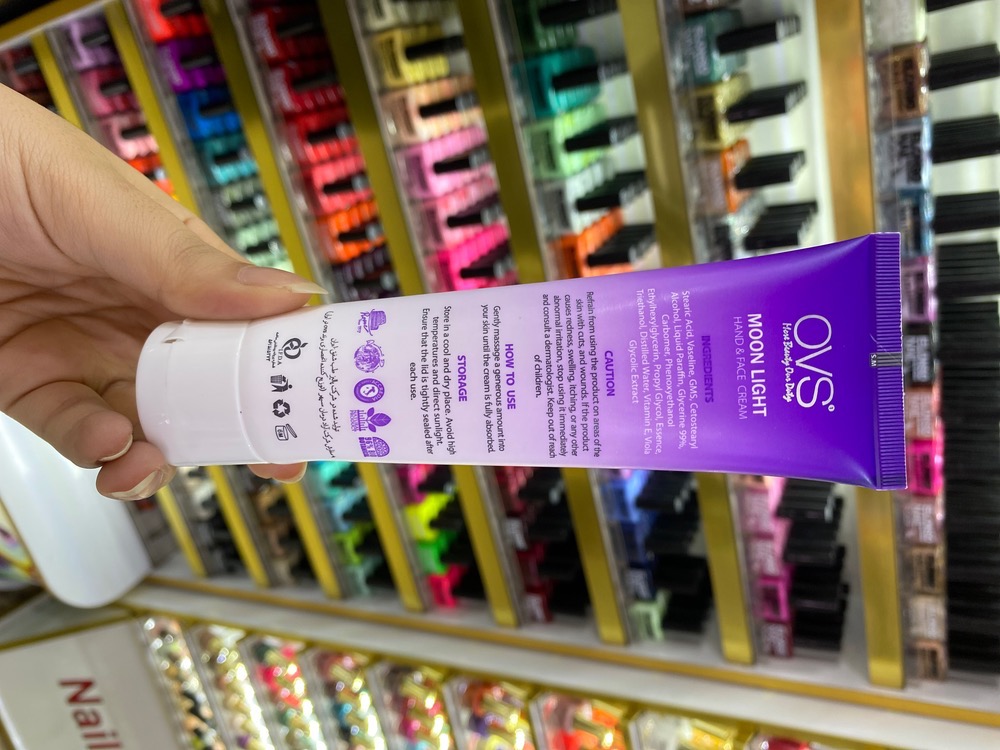 OVS
More Beauty Our Daily
MOON LIGHT
HAND & FACE CREAM
INGREDIENTS
Stearic Acid, Vaseline, GMS, Cetostearyl
Alcohol, Liquid Paraffin, Glycerine 99%,
Carbomer, Phenoxyethanol
Ethylhexylglycerin, Propyl Glycol, Essence,
Triethanol, Distilled Water, Vitamin E, Viola
Glycolic Extract
CAUTION
Refrain from using the product on areas of the
skin with cuts, and wounds. If the product
causes redness, swelling, itching, or any other
abnormal irritation, stop using it immediately
and consult a dermatologist. Keep out of reach
of children.
HOW TO USE
Gently massage a generous amount into
your skin until the cream is fully absorbed.
STORAGE
Store in a cool and dry place. Avoid high
temperatures and direct sunlight.
Ensure that the lid is tightly sealed after
each use.
Nail